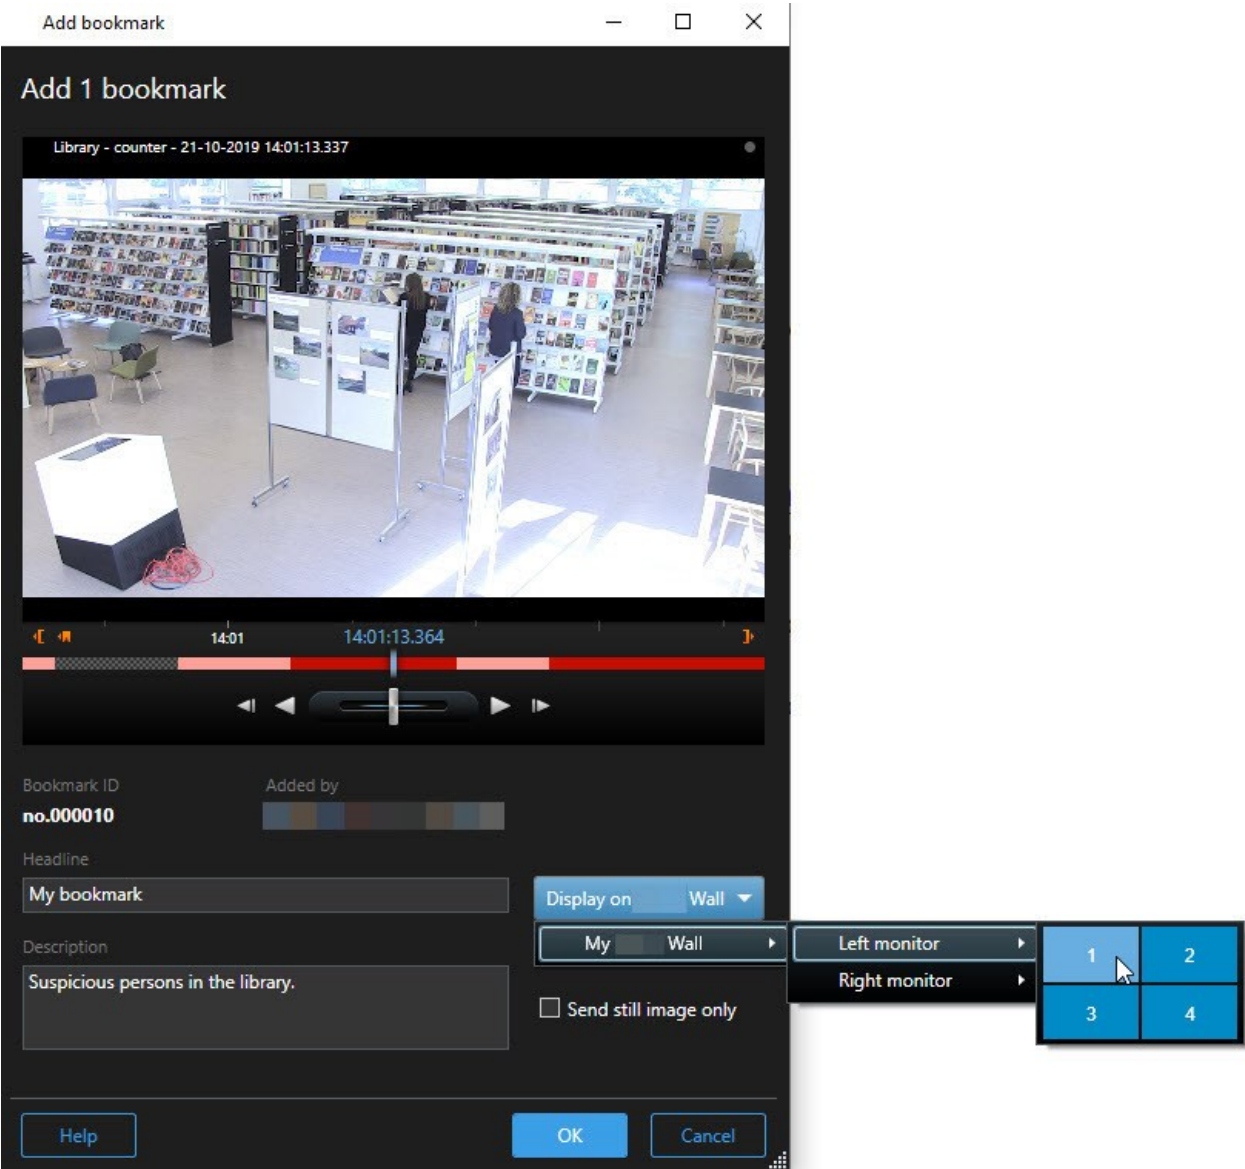 Add bookmark
Add 1 bookmark
Library - counter - 21-10-2019 14:01:13.337
14:01
14:01:13.364
Bookmark ID
Added by
no.000010
Headline
My bookmark
Display on Wall
My Wall
Left monitor
Right monitor
1
2
3
4
Description
Suspicious persons in the library.
Send still image only
Help
OK
Cancel